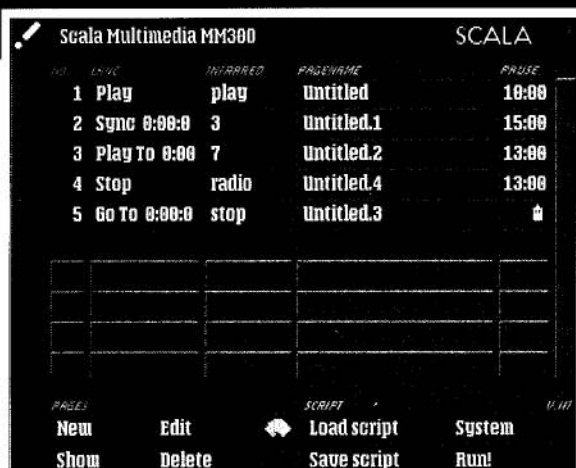 Scala Multimedia MM300 SCALA
NO. LANC INFRARED PAGENAME PAUSE
1 Play play Untitled 10:00
2 Sync 0:00:0 3 Untitled.1 15:00
3 Play To 0:00 7 Untitled.2 13:00
4 Stop radio Untitled.4 13:00
5 Go To 0:00:0 stop Untitled.3
PAGES SCRIPT
New Edit Load script System
Show Delete Save script Run!